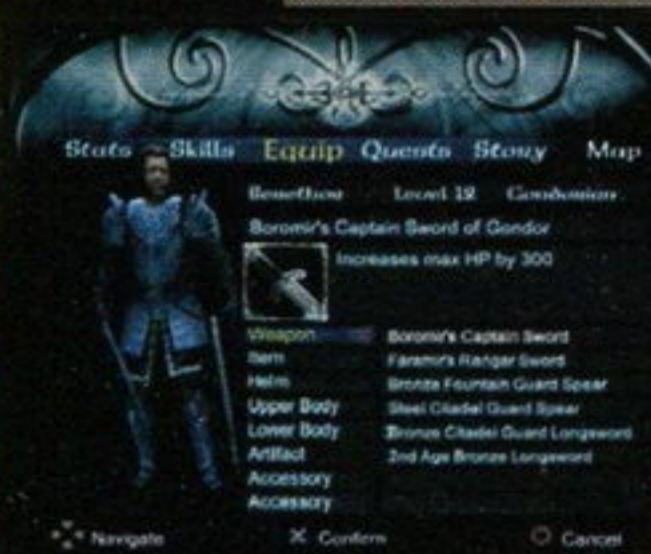 Stats Skills Equip Quests Story Map
Level 12
Boromir's Captain Sword of Gondor
Increases max HP by 300
Weapon Boromir's Captain Sword
Item Faramir's Ranger Sword
Helm Bronze Fountain Guard Spear
Upper Body Steel Citadel Guard Spear
Lower Body Bronze Citadel Guard Longsword
Artifact 2nd Age Bronze Longsword
Accessory
Accessory
Navigate Confirm Cancel